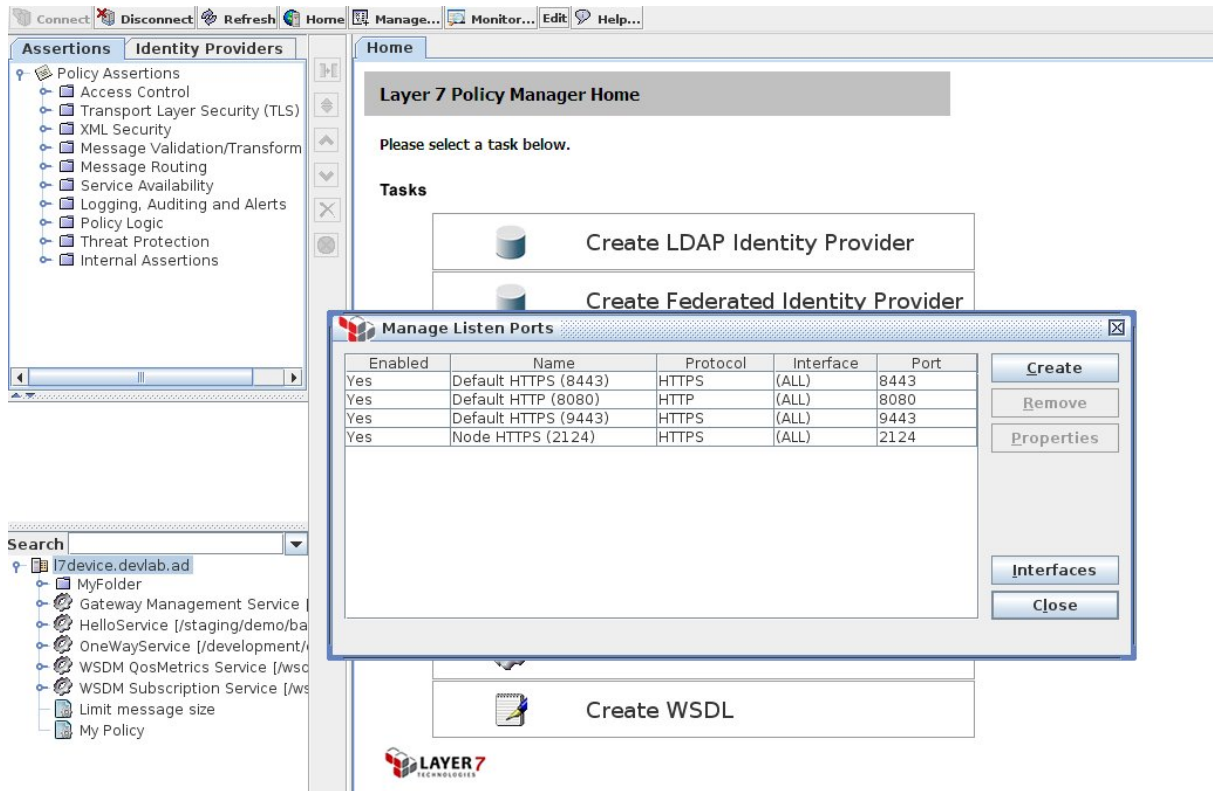 Connect Disconnect Refresh Home Manage... Monitor... Edit Help...
Assertions Identity Providers
Policy Assertions
Access Control
Transport Layer Security (TLS)
XML Security
Message Validation/Transform
Message Routing
Service Availability
Logging, Auditing and Alerts
Policy Logic
Threat Protection
Internal Assertions
Search
l7device.devlab.ad
MyFolder
Gateway Management Service [
HelloService [/staging/demo/ba
OneWayService [/development/
WSDM QosMetrics Service [/wsd
WSDM Subscription Service [/ws
Limit message size
My Policy
Home
Layer 7 Policy Manager Home
Please select a task below.
Tasks
Create LDAP Identity Provider
Create Federated Identity Provider
Manage Listen Ports
Enabled Name Protocol Interface Port
Yes Default HTTPS (8443) HTTPS (ALL) 8443
Yes Default HTTP (8080) HTTP (ALL) 8080
Yes Default HTTPS (9443) HTTPS (ALL) 9443
Yes Node HTTPS (2124) HTTPS (ALL) 2124
Create
Remove
Properties
Interfaces
Close
Create WSDL
LAYER 7
TECHNOLOGIES